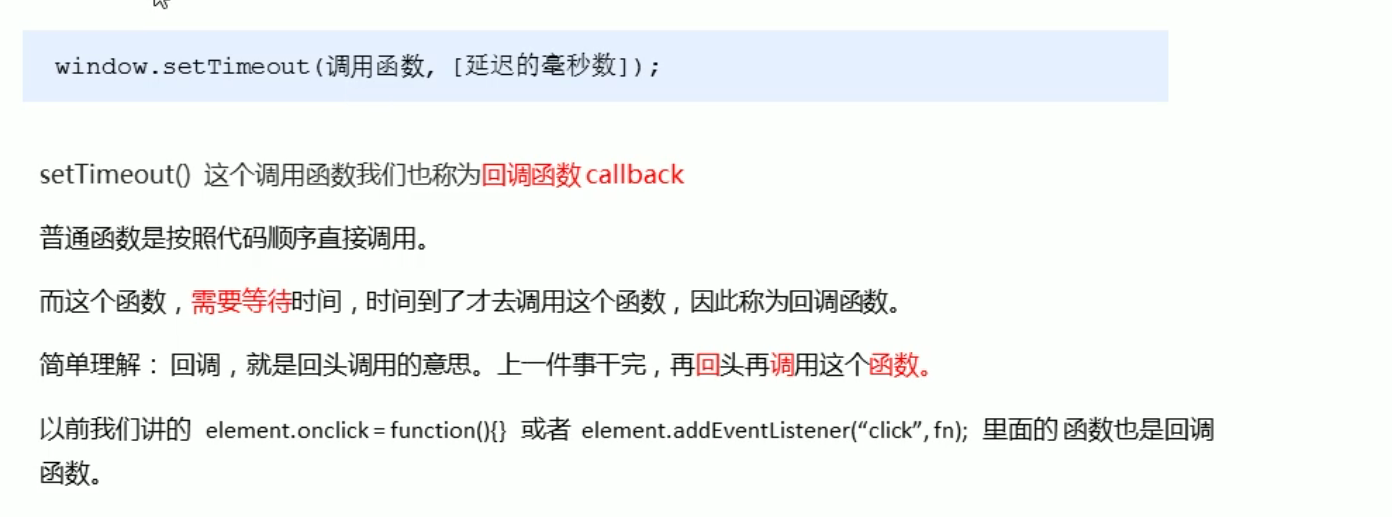 window.setTimeout(调用函数, [延迟的毫秒数]);
setTimeout() 这个调用函数我们也称为回调函数 callback
普通函数是按照代码顺序直接调用。
而这个函数，需要等待时间，时间到了才去调用这个函数，因此称为回调函数。
简单理解： 回调，就是回头调用的意思。上一件事干完，再回头再调用这个函数。
以前我们讲的 element.onclick = function(){} 或者 element.addEventListener(“click”, fn); 里面的 函数也是回调
函数。